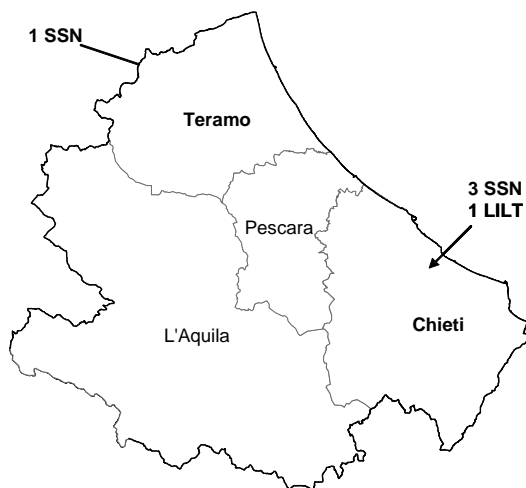 1 SSN
Teramo
3 SSN
1 LILT
Pescara
Chieti
L'Aquila